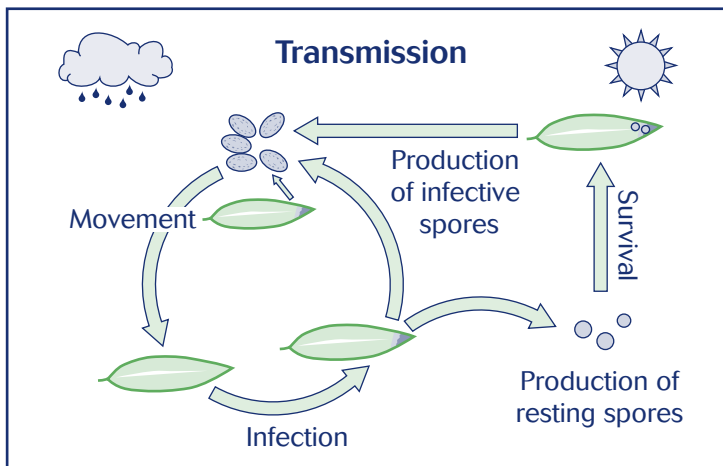 Transmission
Production
of infective
spores
Movement
Survival
Production of
resting spores
Infection